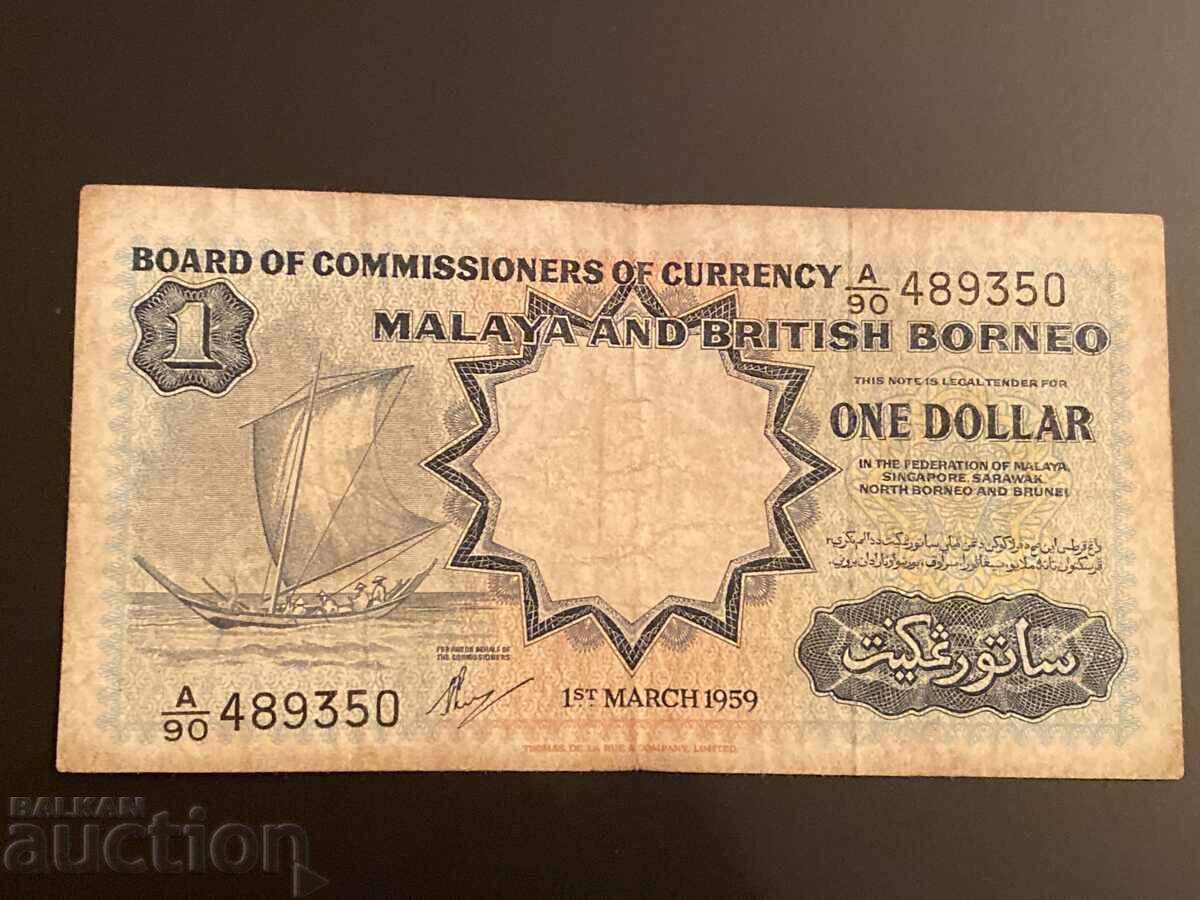 BOARD OF COMMISSIONERS OF CURRENCY A/90 489350
MALAYA AND BRITISH BORNEO
1
THIS NOTE IS LEGAL TENDER FOR
ONE DOLLAR
IN THE FEDERATION OF MALAYA,
SINGAPORE, SARAWAK,
NORTH BORNEO AND BRUNEI
ساتو رڠݢيت
FOR AND ON BEHALF OF
THE COMMISSIONERS
A/90 489350
1ST MARCH 1959
THOMAS DE LA RUE & COMPANY, LIMITED.
BALKAN
auction